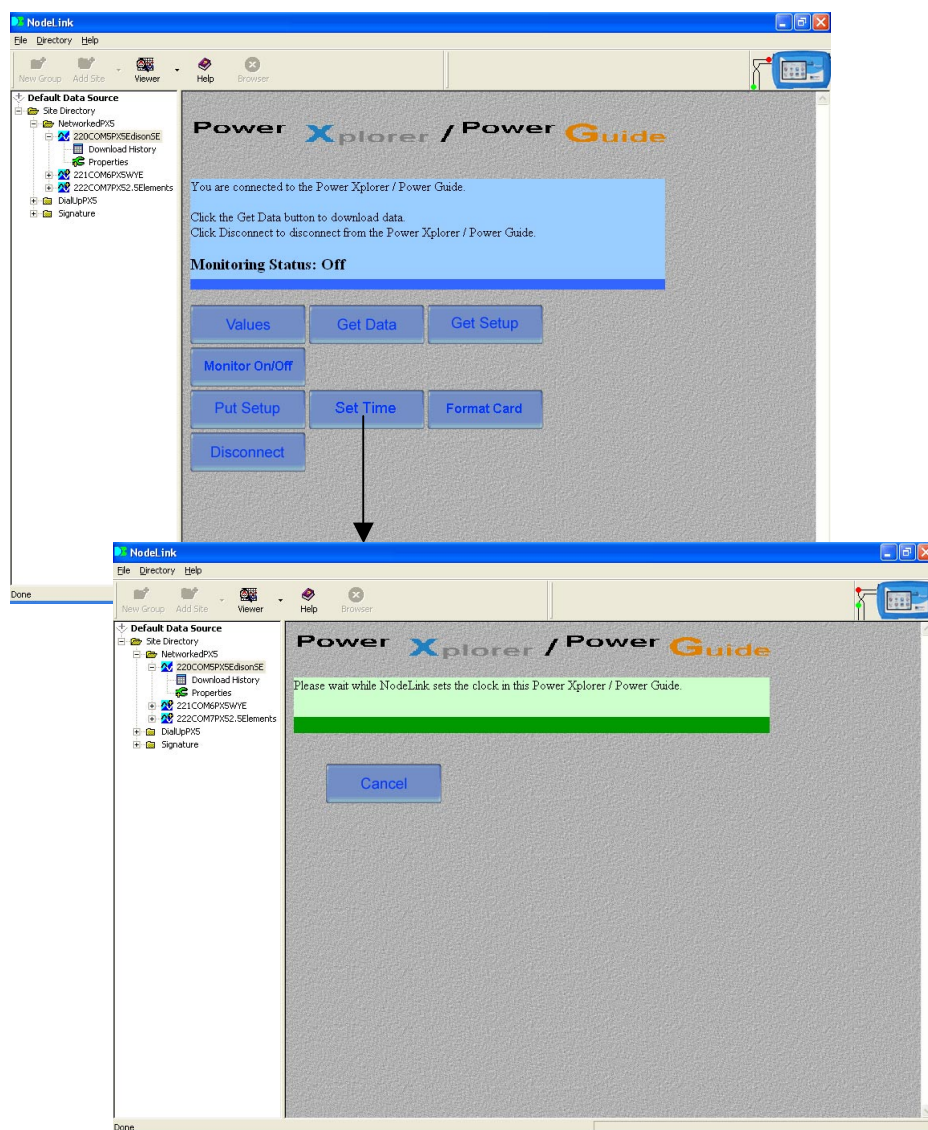 NodeLink
File Directory Help
New Group Add Site Viewer Help Browser
Default Data Source
Site Directory
NetworkedPX5
220COM5PX5EdisonSE
Download History
Properties
221COM6PX5WYE
222COM7PX52.5Elements
DialUpPX5
Signature
Power Xplorer / Power Guide
You are connected to the Power Xplorer / Power Guide.
Click the Get Data button to download data.
Click Disconnect to disconnect from the Power Xplorer / Power Guide.
Monitoring Status: Off
Values Get Data Get Setup
Monitor On/Off
Put Setup Set Time Format Card
Disconnect
Done
NodeLink
File Directory Help
New Group Add Site Viewer Help Browser
Default Data Source
Site Directory
NetworkedPX5
220COM5PX5EdisonSE
Download History
Properties
221COM6PX5WYE
222COM7PX52.5Elements
DialUpPX5
Signature
Power Xplorer / Power Guide
Please wait while NodeLink sets the clock in this Power Xplorer / Power Guide.
Cancel
Done